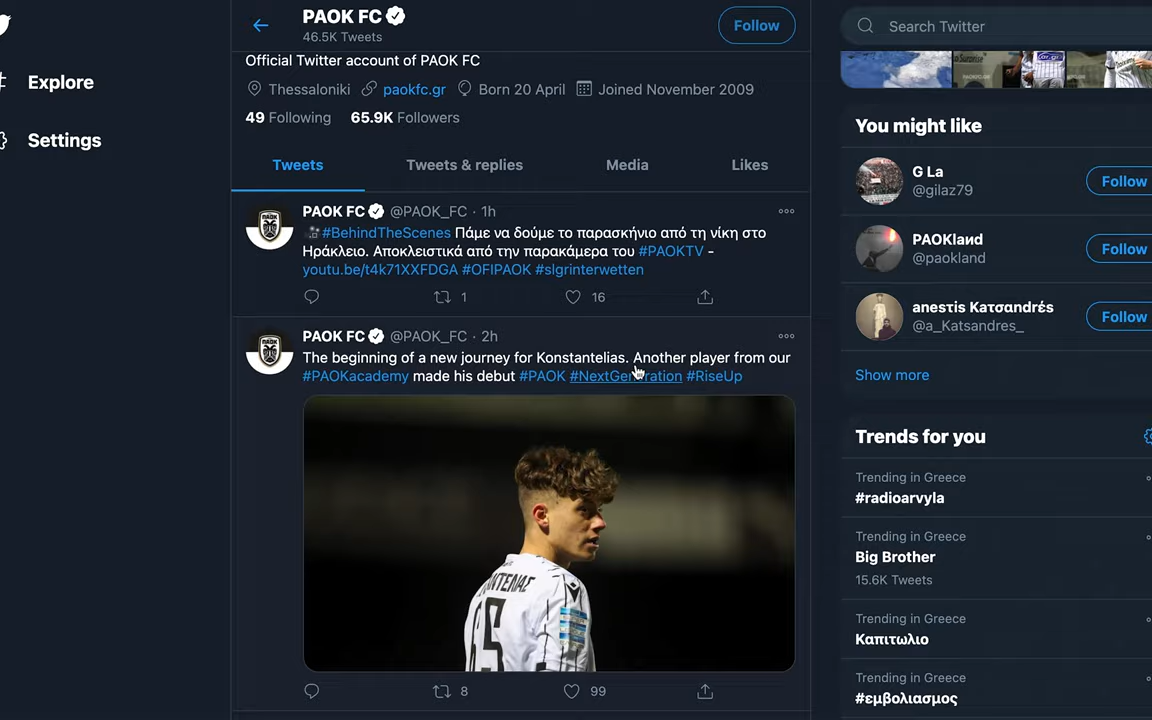 PAOK FC
46.5K Tweets
Follow
Search Twitter
Explore
Settings
Official Twitter account of PAOK FC
Thessaloniki paokfc.gr Born 20 April Joined November 2009
49 Following 65.9K Followers
Tweets Tweets & replies Media Likes
PAOK FC @PAOK_FC · 1h
#BehindTheScenes Πάμε να δούμε το παρασκήνιο από τη νίκη στο
Ηράκλειο. Αποκλειστικά από την παρακάμερα του #PAOKTV -
youtu.be/t4k71XXFDGA #OFIPAOK #slgrinterwetten
1 16
PAOK FC @PAOK_FC · 2h
The beginning of a new journey for Konstantelias. Another player from our
#PAOKacademy made his debut #PAOK #NextGeneration #RiseUp
65
8 99
You might like
G La
@gilaz79
Follow
PAOKlaиd
@paokland
Follow
anεsτis Κατσαndrέs
@a_Katsandres_
Follow
Show more
Trends for you
Trending in Greece
#radioarvyla
Trending in Greece
Big Brother
15.6K Tweets
Trending in Greece
Καπιτωλιο
Trending in Greece
#εμβολιασμος